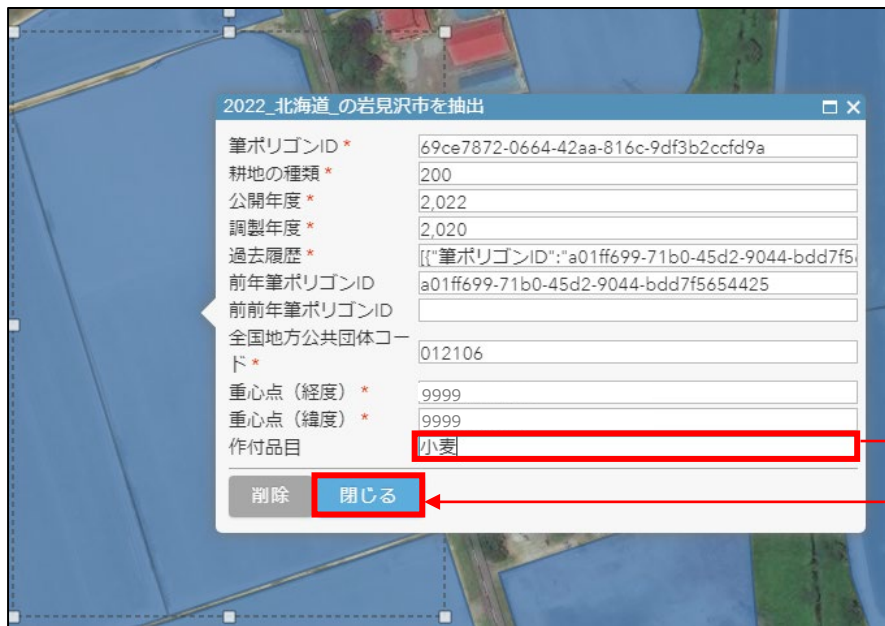 2022_北海道_の岩見沢市を抽出
筆ポリゴンID * 69ce7872-0664-42aa-816c-9df3b2ccfd9a
耕地の種類 * 200
公開年度 * 2,022
調製年度 * 2,020
過去履歴 * [{"筆ポリゴンID":"a01ff699-71b0-45d2-9044-bdd7f5
前年筆ポリゴンID a01ff699-71b0-45d2-9044-bdd7f5654425
前前年筆ポリゴンID
全国地方公共団体コー
ド * 012106
重心点（経度） * 9999
重心点（緯度） * 9999
作付品目 小麦
削除 閉じる